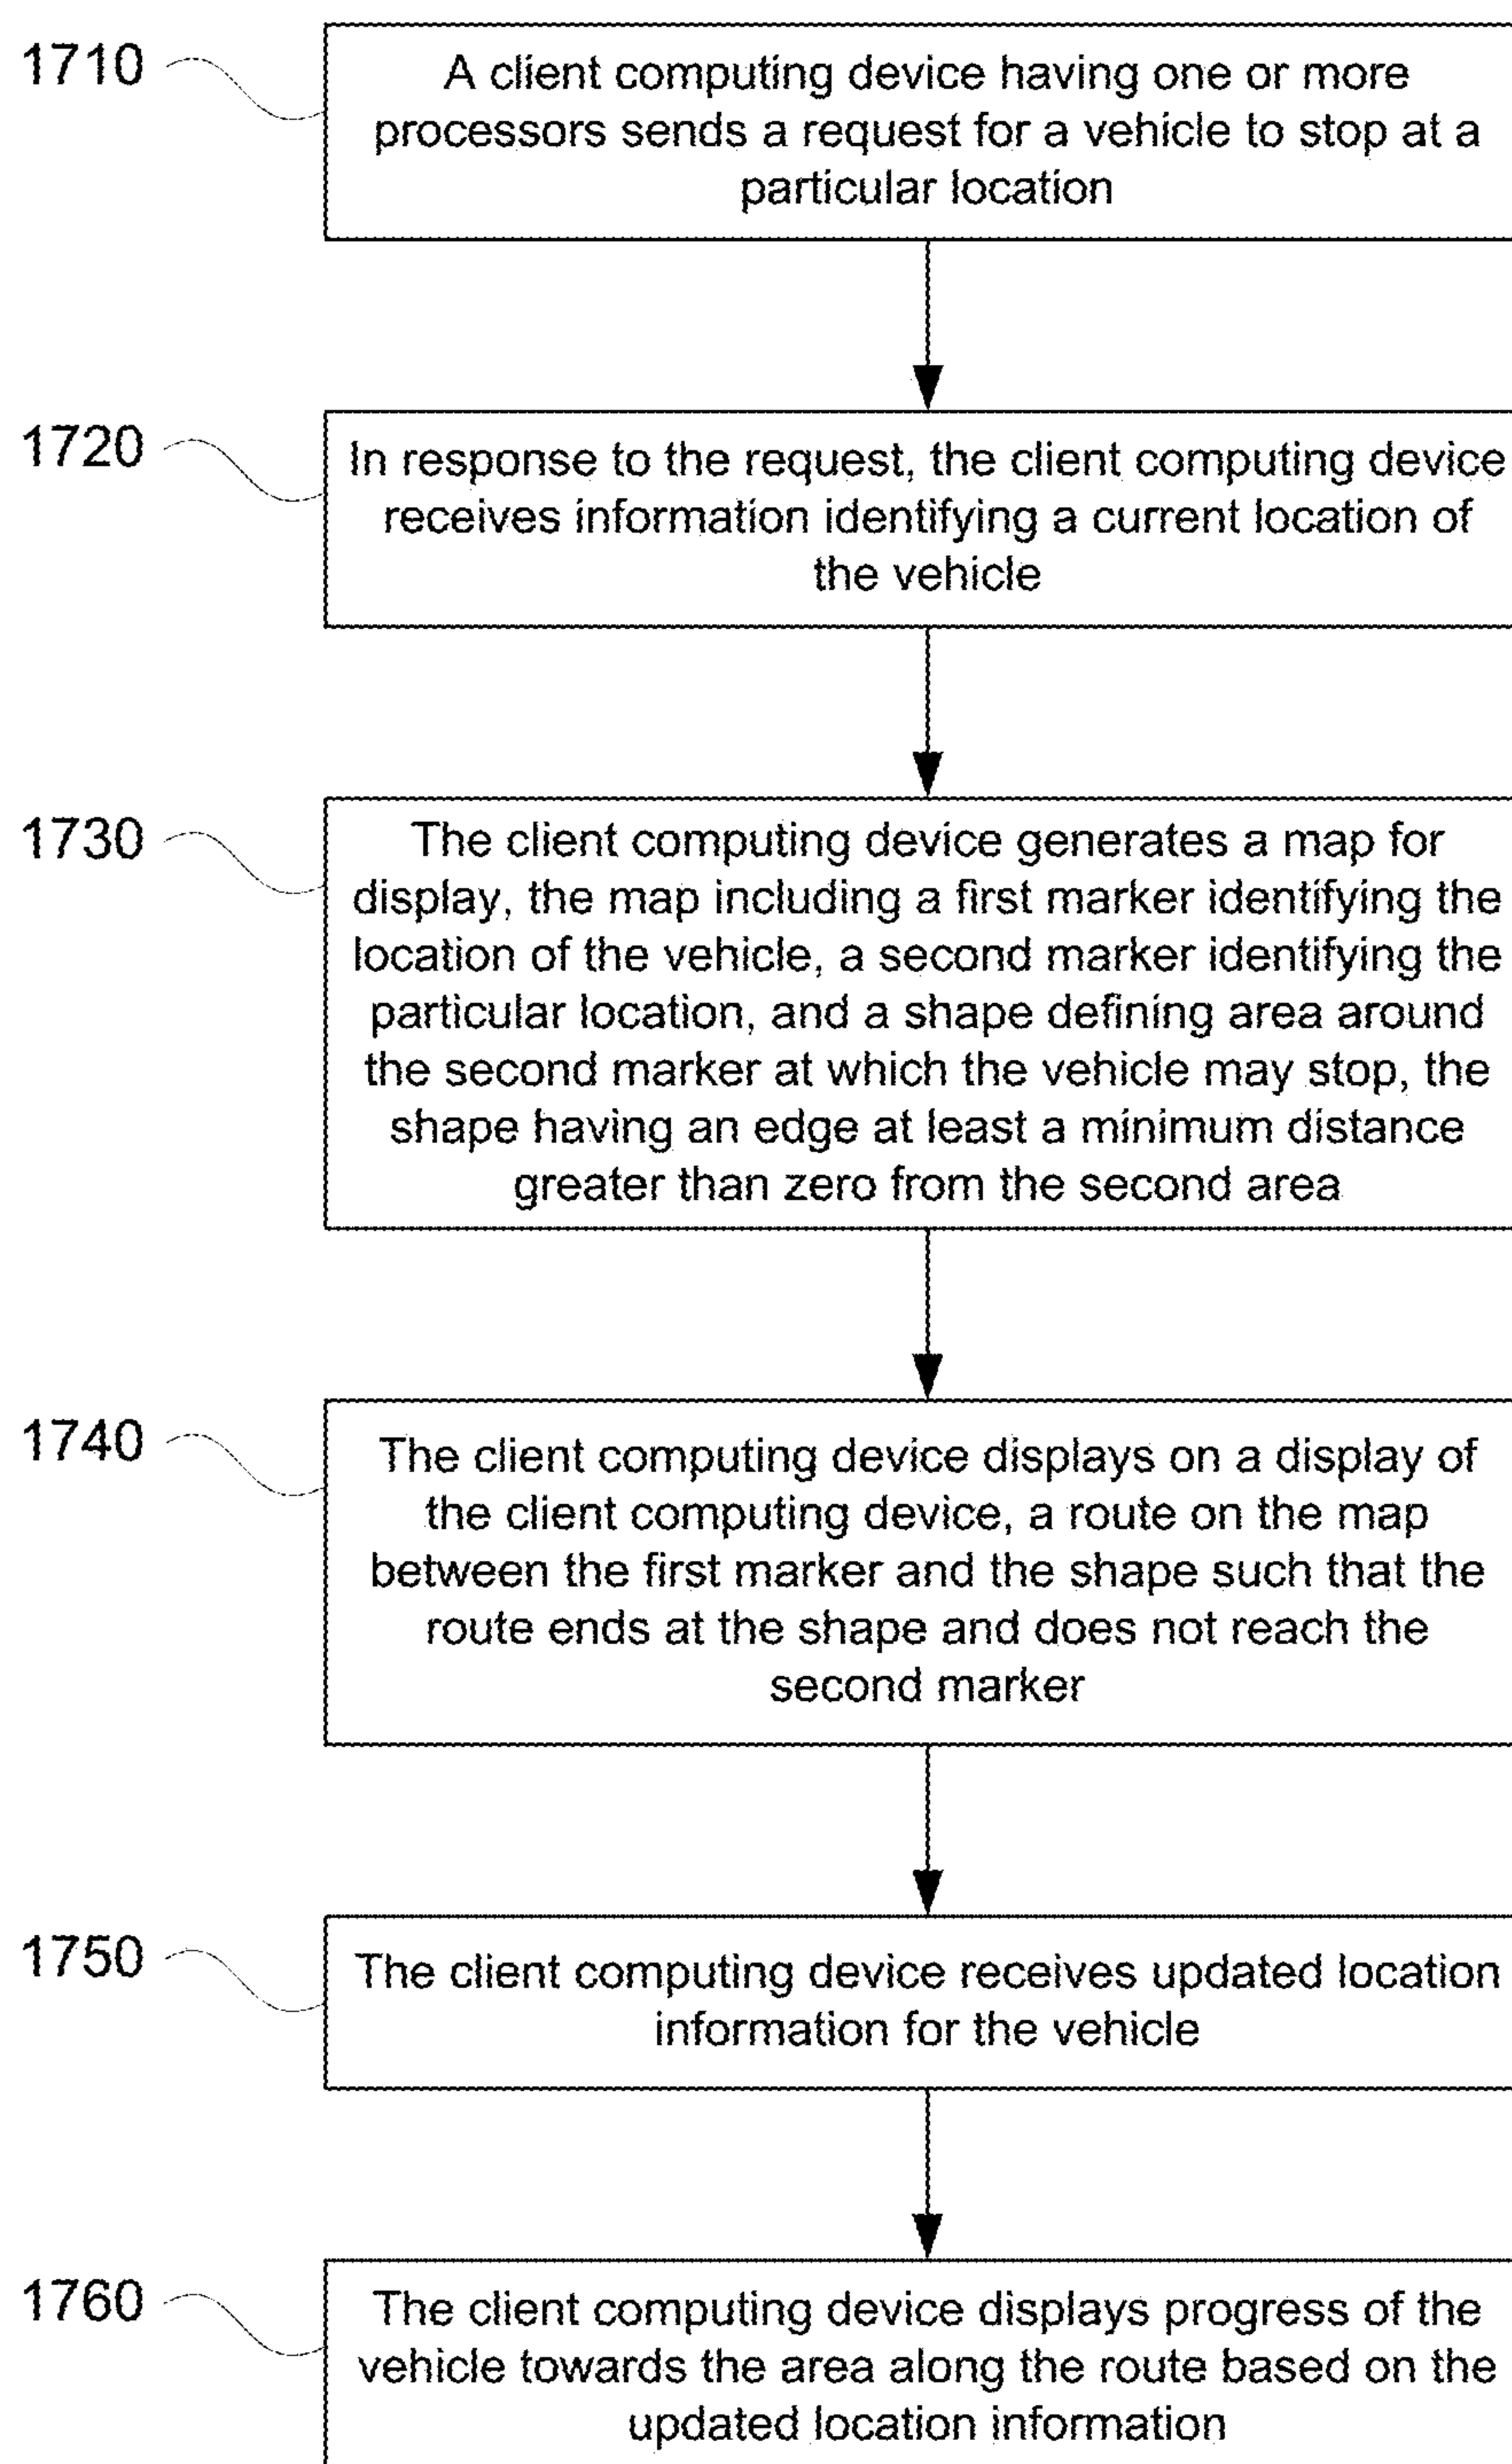 1710
A client computing device having one or more
processors sends a request for a vehicle to stop at a
particular location
1720
In response to the request, the client computing device
receives information identifying a current location of
the vehicle
1730
The client computing device generates a map for
display, the map including a first marker identifying the
location of the vehicle, a second marker identifying the
particular location, and a shape defining area around
the second marker at which the vehicle may stop, the
shape having an edge at least a minimum distance
greater than zero from the second area
1740
The client computing device displays on a display of
the client computing device, a route on the map
between the first marker and the shape such that the
route ends at the shape and does not reach the
second marker
1750
The client computing device receives updated location
information for the vehicle
1760
The client computing device displays progress of the
vehicle towards the area along the route based on the
updated location information